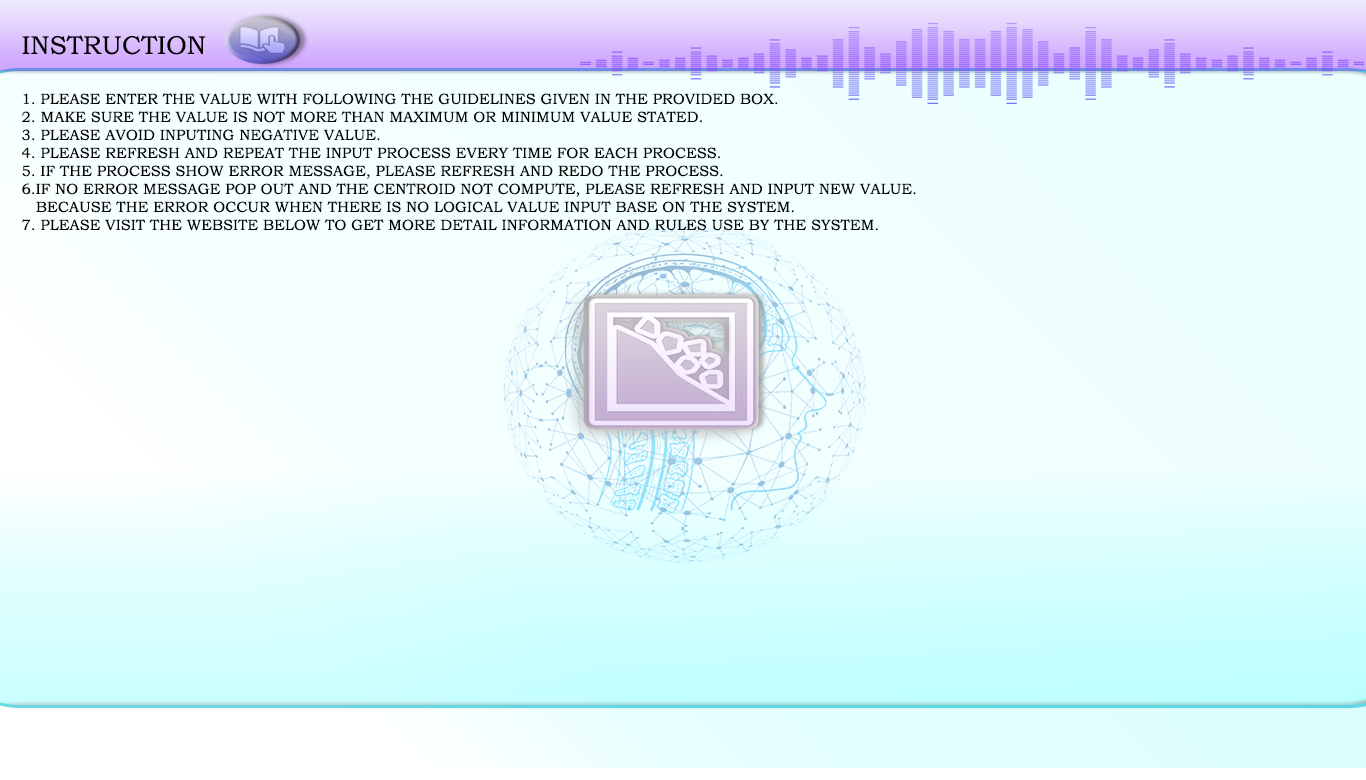 INSTRUCTION
1. PLEASE ENTER THE VALUE WITH FOLLOWING THE GUIDELINES GIVEN IN THE PROVIDED BOX.
2. MAKE SURE THE VALUE IS NOT MORE THAN MAXIMUM OR MINIMUM VALUE STATED.
3. PLEASE AVOID INPUTING NEGATIVE VALUE.
4. PLEASE REFRESH AND REPEAT THE INPUT PROCESS EVERY TIME FOR EACH PROCESS.
5. IF THE PROCESS SHOW ERROR MESSAGE, PLEASE REFRESH AND REDO THE PROCESS.
6.IF NO ERROR MESSAGE POP OUT AND THE CENTROID NOT COMPUTE, PLEASE REFRESH AND INPUT NEW VALUE.
BECAUSE THE ERROR OCCUR WHEN THERE IS NO LOGICAL VALUE INPUT BASE ON THE SYSTEM.
7. PLEASE VISIT THE WEBSITE BELOW TO GET MORE DETAIL INFORMATION AND RULES USE BY THE SYSTEM.